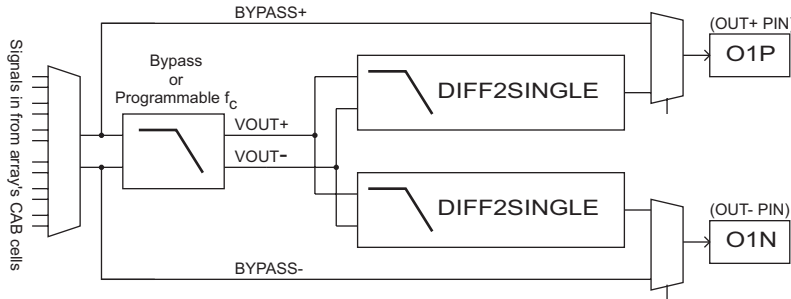 BYPASS+
(OUT+ PIN)
O1P
Signals in from array's CAB cells
Bypass
or
Programmable fc
DIFF2SINGLE
VOUT+
VOUT-
DIFF2SINGLE
(OUT- PIN)
O1N
BYPASS-